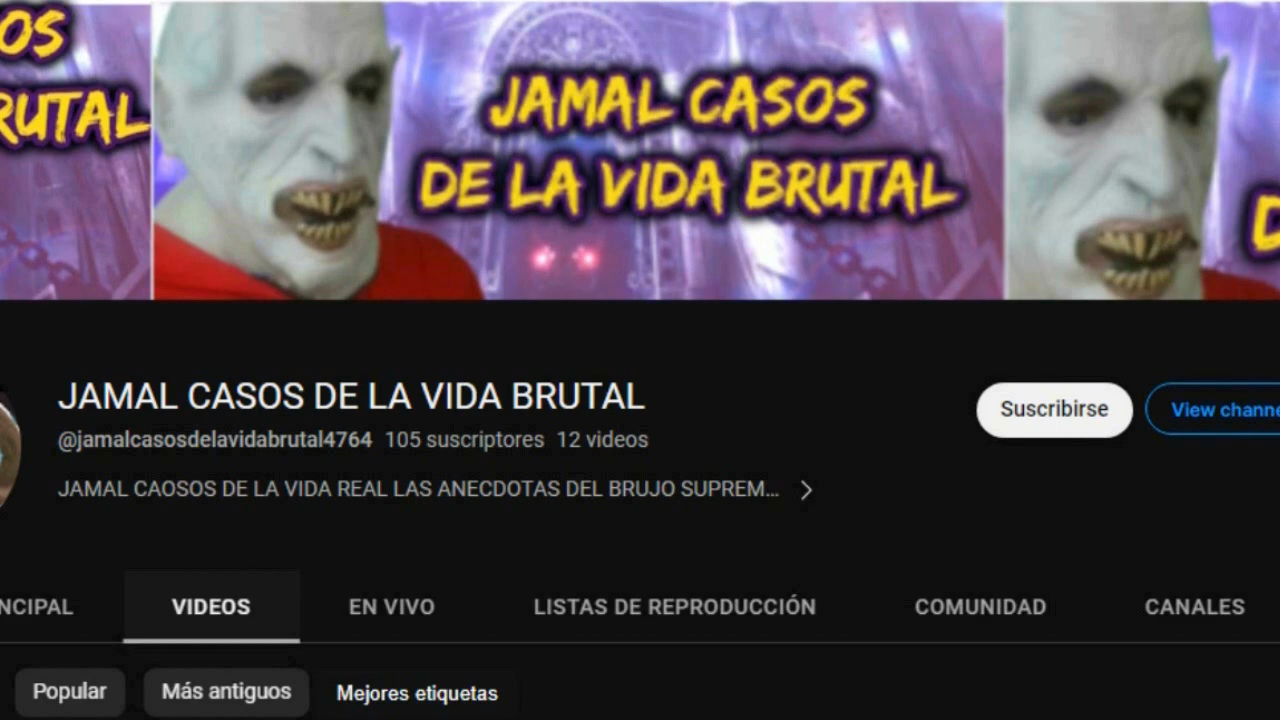 OS
RUTAL
JAMAL CASOS
DE LA VIDA BRUTAL
D
JAMAL CASOS DE LA VIDA BRUTAL
@jamalcasosdelavidabrutal4764 105 suscriptores 12 videos
JAMAL CAOSOS DE LA VIDA REAL LAS ANECDOTAS DEL BRUJO SUPREM...
Suscribirse
View channe
NCIPAL VIDEOS EN VIVO LISTAS DE REPRODUCCIÓN COMUNIDAD CANALES
Popular Más antiguos Mejores etiquetas